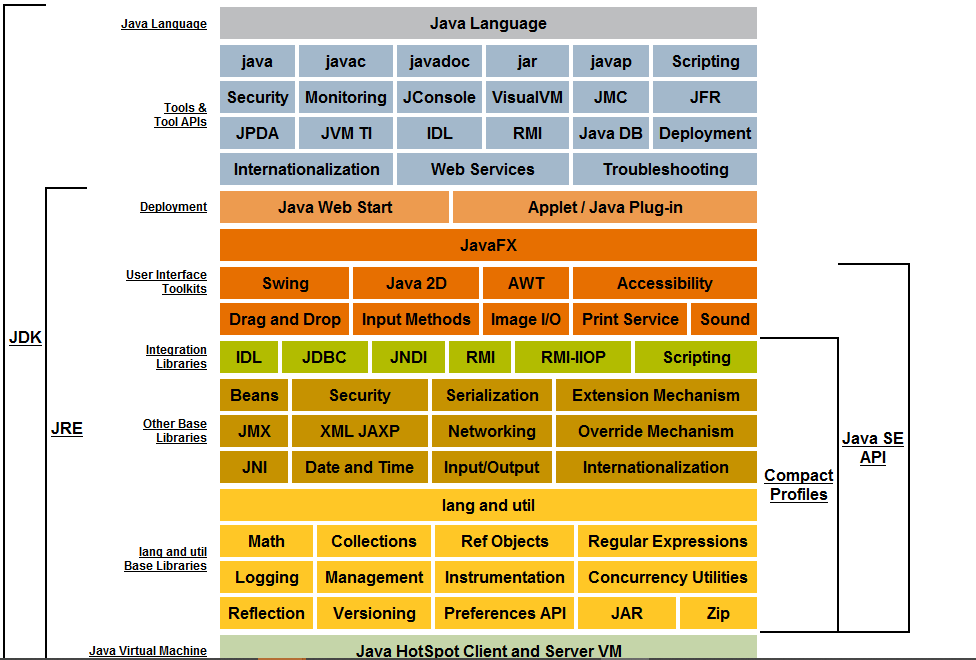 Java Language
Java Language
java javac javadoc jar javap Scripting
Tools &
Tool APIs
Security Monitoring JConsole VisualVM JMC JFR
JPDA JVM TI IDL RMI Java DB Deployment
Internationalization Web Services Troubleshooting
Deployment
Java Web Start Applet / Java Plug-in
JavaFX
User Interface
Toolkits
Swing Java 2D AWT Accessibility
Drag and Drop Input Methods Image I/O Print Service Sound
JDK
Integration
Libraries
IDL JDBC JNDI RMI RMI-IIOP Scripting
Beans Security Serialization Extension Mechanism
JRE
Other Base
Libraries
JMX XML JAXP Networking Override Mechanism
Java SE
API
JNI Date and Time Input/Output Internationalization
Compact
Profiles
lang and util
lang and util
Base Libraries
Math Collections Ref Objects Regular Expressions
Logging Management Instrumentation Concurrency Utilities
Reflection Versioning Preferences API JAR Zip
Java Virtual Machine
Java HotSpot Client and Server VM